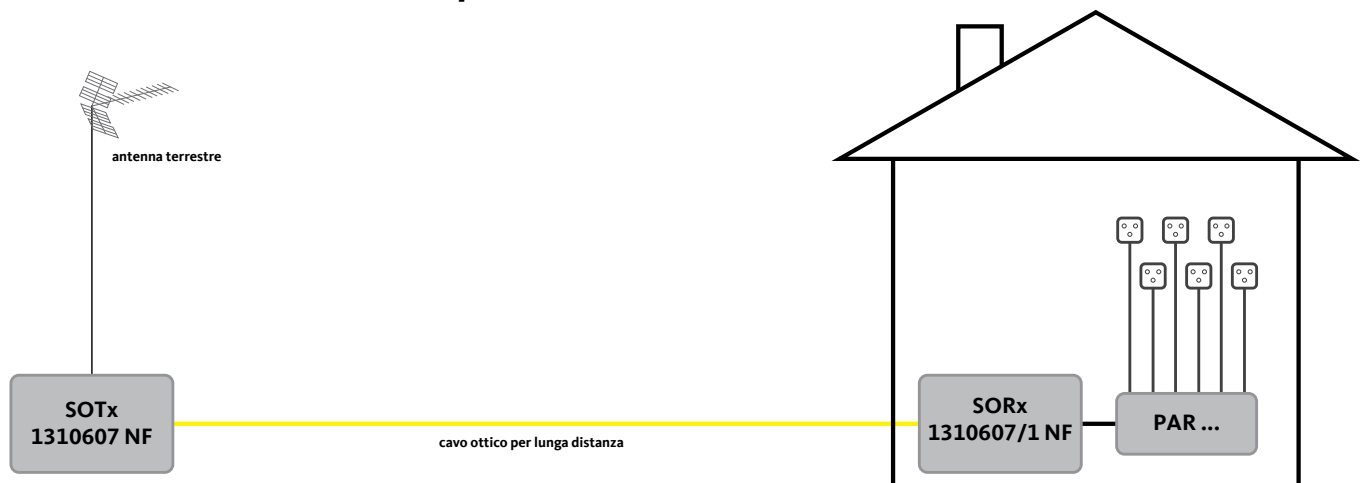 antenna terrestre
SOTx
1310607 NF
cavo ottico per lunga distanza
SORx
1310607/1 NF
PAR ...